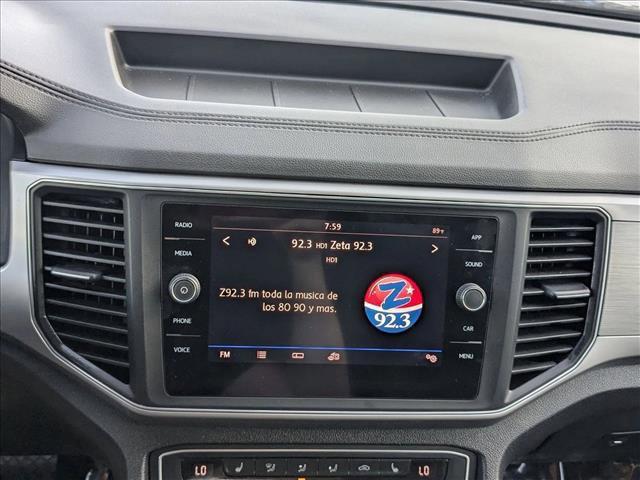 RADIO
7:59
89°F
APP
<
92.3 HD1 Zeta 92.3
>
HD1
MEDIA
SOUND
Z92.3 fm toda la musica de
los 80 90 y mas.
Z
92.3
PHONE
CAR
VOICE
FM
MENU
LO
LO